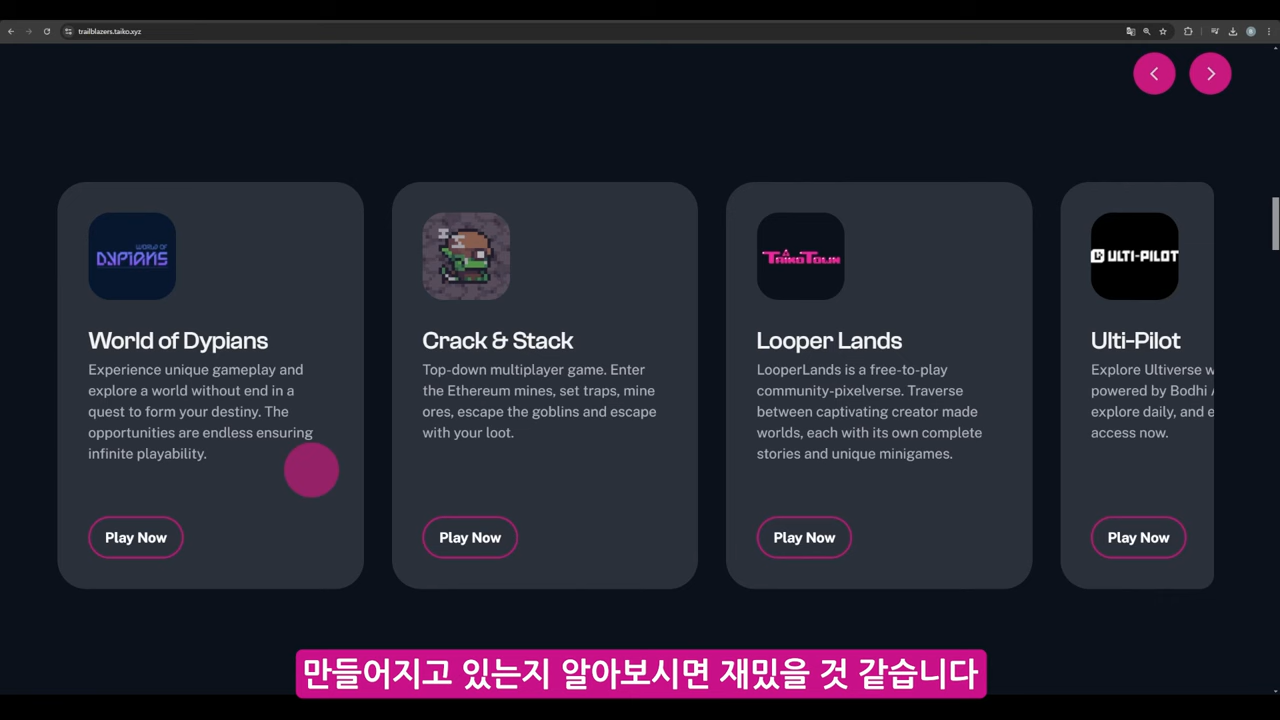 trailblazers.taiko.xyz
WORLD OF
DYPIANS
World of Dypians
Experience unique gameplay and
explore a world without end in a
quest to form your destiny. The
opportunities are endless ensuring
infinite playability.
Play Now
Crack & Stack
Top-down multiplayer game. Enter
the Ethereum mines, set traps, mine
ores, escape the goblins and escape
with your loot.
Play Now
TAIKOTOWN
Looper Lands
LooperLands is a free-to-play
community-pixelverse. Traverse
between captivating creator made
worlds, each with its own complete
stories and unique minigames.
Play Now
ULTI-PILOT
Ulti-Pilot
Explore Ultiverse w
powered by Bodhi
explore daily, and e
access now.
Play Now
만들어지고 있는지 알아보시면 재밌을 것 같습니다